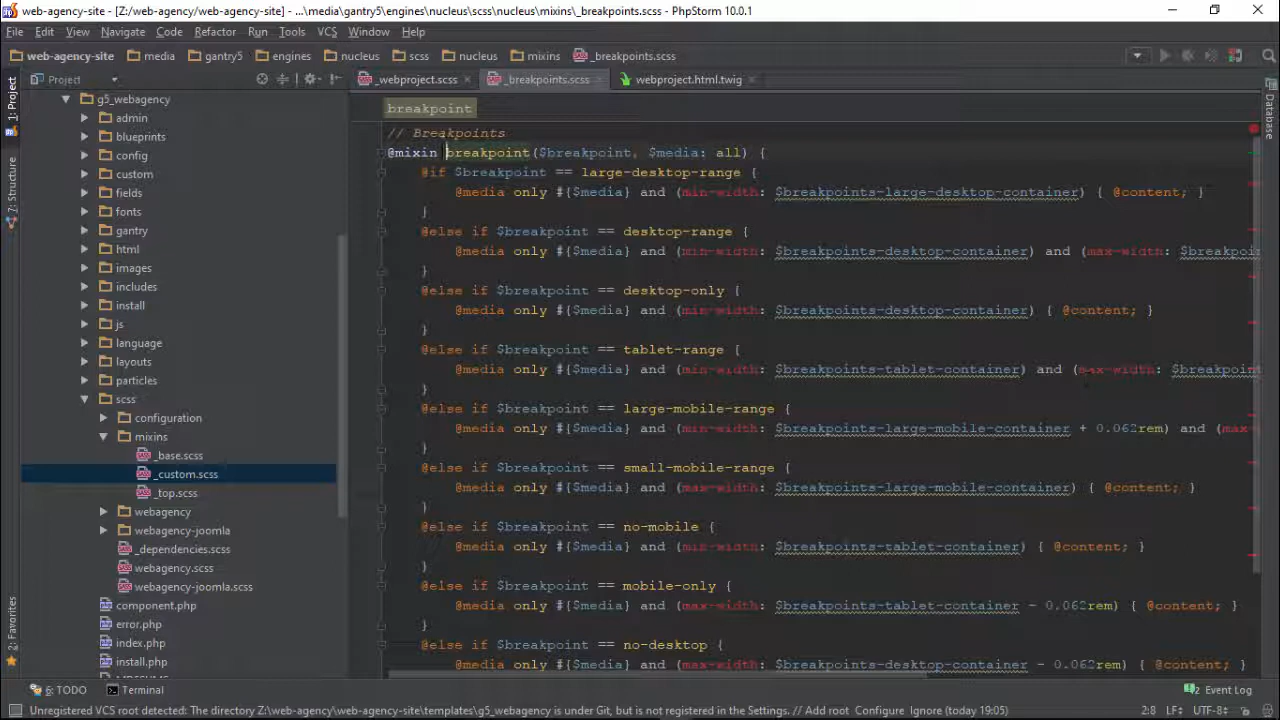 web-agency-site - [Z:/web-agency/web-agency-site] - ...\media\gantry5\engines\nucleus\scss\nucleus\mixins\_breakpoints.scss - PhpStorm 10.0.1
File Edit View Navigate Code Refactor Run Tools VCS Window Help
web-agency-site media gantry5 engines nucleus scss nucleus mixins _breakpoints.scss
Project _webproject.scss _breakpoints.scss webproject.html.twig
1: Project
7: Structure
2: Favorites
Database
g5_webagency
admin
blueprints
config
custom
fields
fonts
gantry
html
images
includes
install
js
language
layouts
particles
scss
configuration
mixins
_base.scss
_custom.scss
_top.scss
webagency
webagency-joomla
_dependencies.scss
webagency.scss
webagency-joomla.scss
component.php
error.php
index.php
install.php
breakpoint
// Breakpoints
@mixin breakpoint($breakpoint, $media: all) {
@if $breakpoint == large-desktop-range {
@media only #{$media} and (min-width: $breakpoints-large-desktop-container) { @content; }
}
@else if $breakpoint == desktop-range {
@media only #{$media} and (min-width: $breakpoints-desktop-container) and (max-width: $breakpoin
}
@else if $breakpoint == desktop-only {
@media only #{$media} and (min-width: $breakpoints-desktop-container) { @content; }
}
@else if $breakpoint == tablet-range {
@media only #{$media} and (min-width: $breakpoints-tablet-container) and (max-width: $breakpoint
}
@else if $breakpoint == large-mobile-range {
@media only #{$media} and (min-width: $breakpoints-large-mobile-container + 0.062rem) and (max-
}
@else if $breakpoint == small-mobile-range {
@media only #{$media} and (max-width: $breakpoints-large-mobile-container) { @content; }
}
@else if $breakpoint == no-mobile {
@media only #{$media} and (min-width: $breakpoints-tablet-container) { @content; }
}
@else if $breakpoint == mobile-only {
@media only #{$media} and (max-width: $breakpoints-tablet-container - 0.062rem) { @content; }
}
@else if $breakpoint == no-desktop {
@media only #{$media} and (max-width: $breakpoints-desktop-container - 0.062rem) { @content; }
6: TODO Terminal 2 Event Log
Unregistered VCS root detected: The directory Z:\web-agency\web-agency-site\templates\g5_webagency is under Git, but is not registered in the Settings. // Add root Configure Ignore (today 19:05) 2:8 LF UTF-8